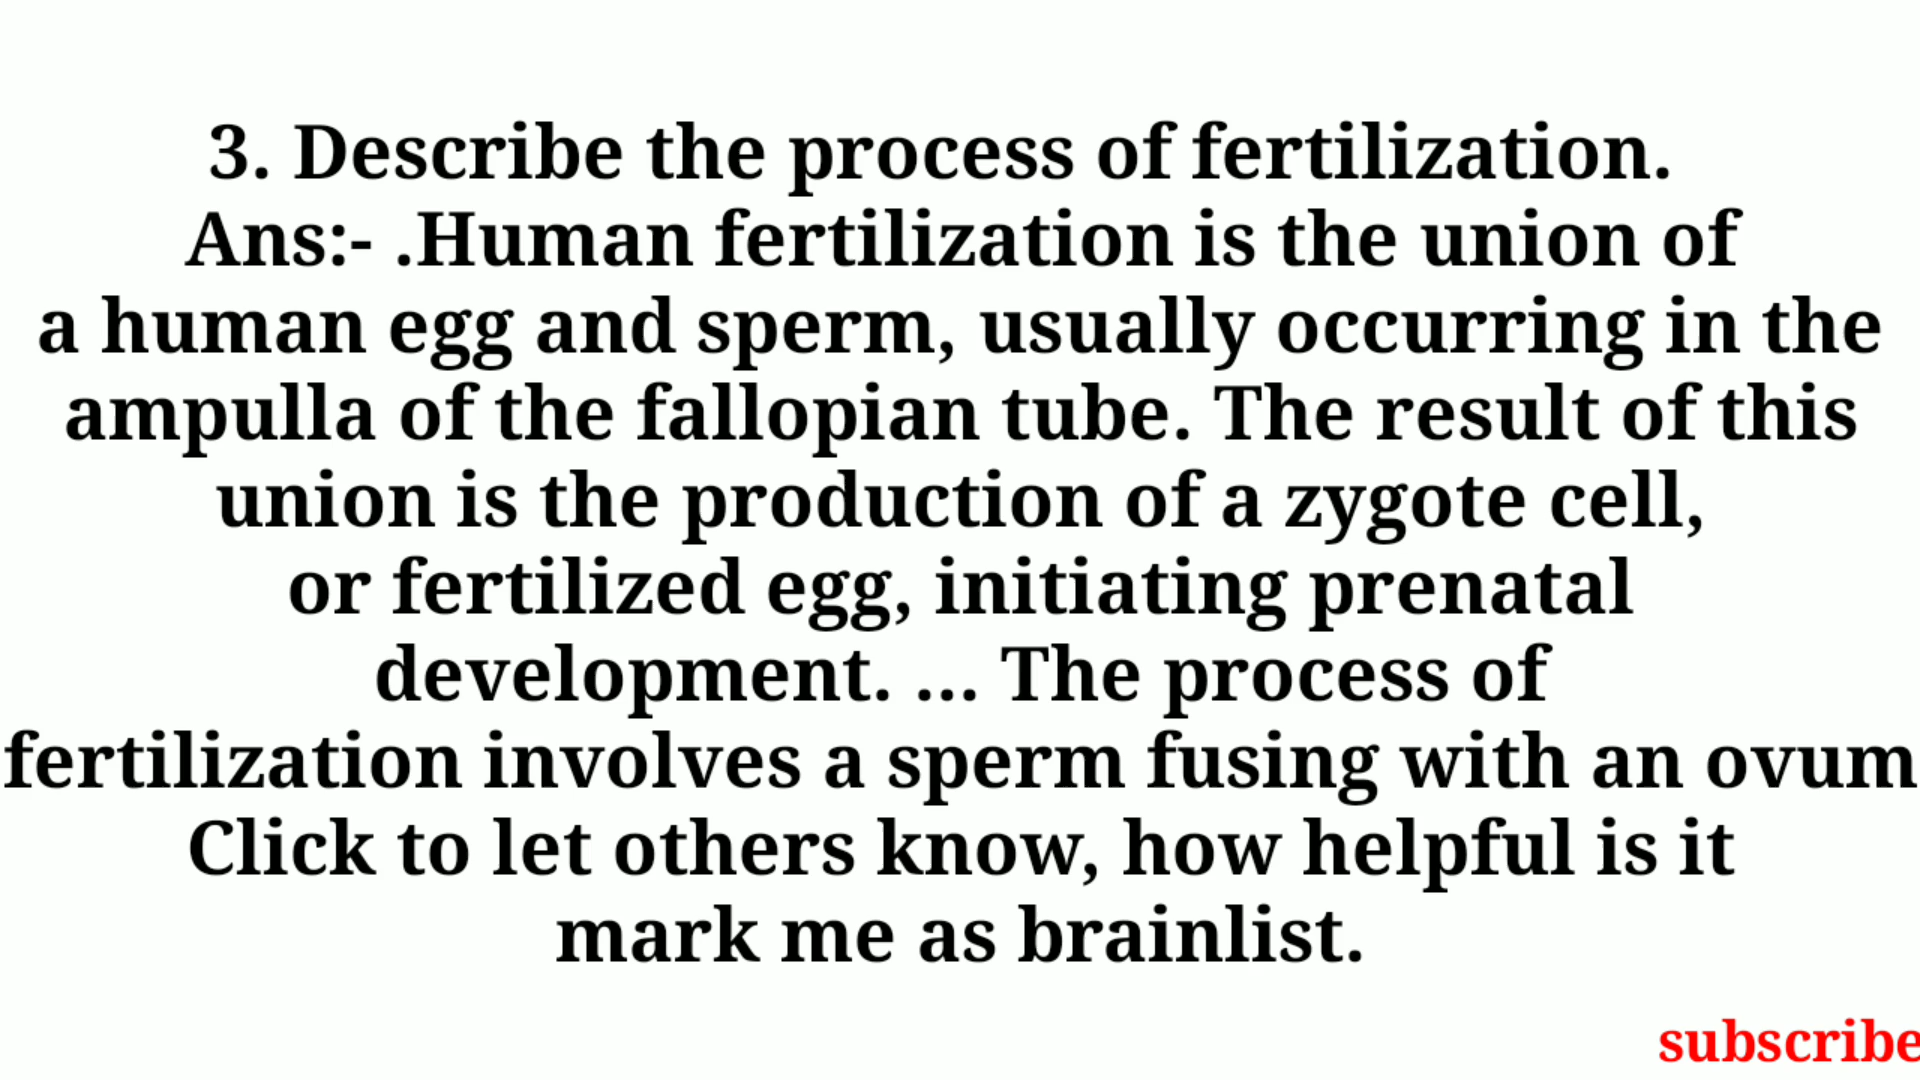 3. Describe the process of fertilization.
Ans:- .Human fertilization is the union of
a human egg and sperm, usually occurring in the
ampulla of the fallopian tube. The result of this
union is the production of a zygote cell,
or fertilized egg, initiating prenatal
development. ... The process of
fertilization involves a sperm fusing with an ovum
Click to let others know, how helpful is it
mark me as brainlist.
subscribe